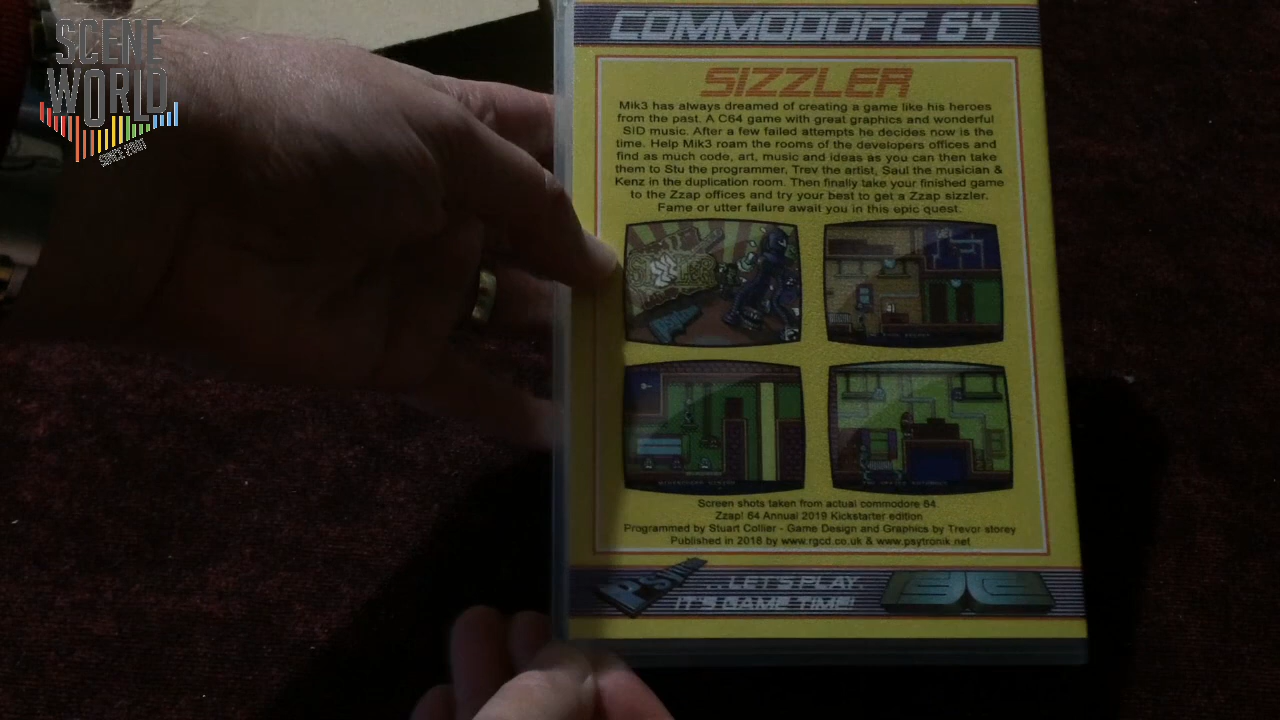 SCENE
WORLD
SINCE 2001
COMMODORE 64
SIZZLER
Mik3 has always dreamed of creating a game like his heroes
from the past. A C64 game with great graphics and wonderful
SID music. After a few failed attempts he decides now is the
time. Help Mik3 roam the rooms of the developers offices and
find as much code, art, music and ideas as you can then take
them to Stu the programmer, Trev the artist, Saul the musician &
Kenz in the duplication room. Then finally take your finished game
to the Zzap offices and try your best to get a Zzap sizzler.
Fame or utter failure await you in this epic quest.
Screen shots taken from actual commodore 64
Zzap! 64 Annual 2019 Kickstarter edition
Programmed by Stuart Collier - Game Design and Graphics by Trevor storey
Published in 2018 by www.rgcd.co.uk & www.psytronik.net
...LET'S PLAY,
IT'S GAME TIME!